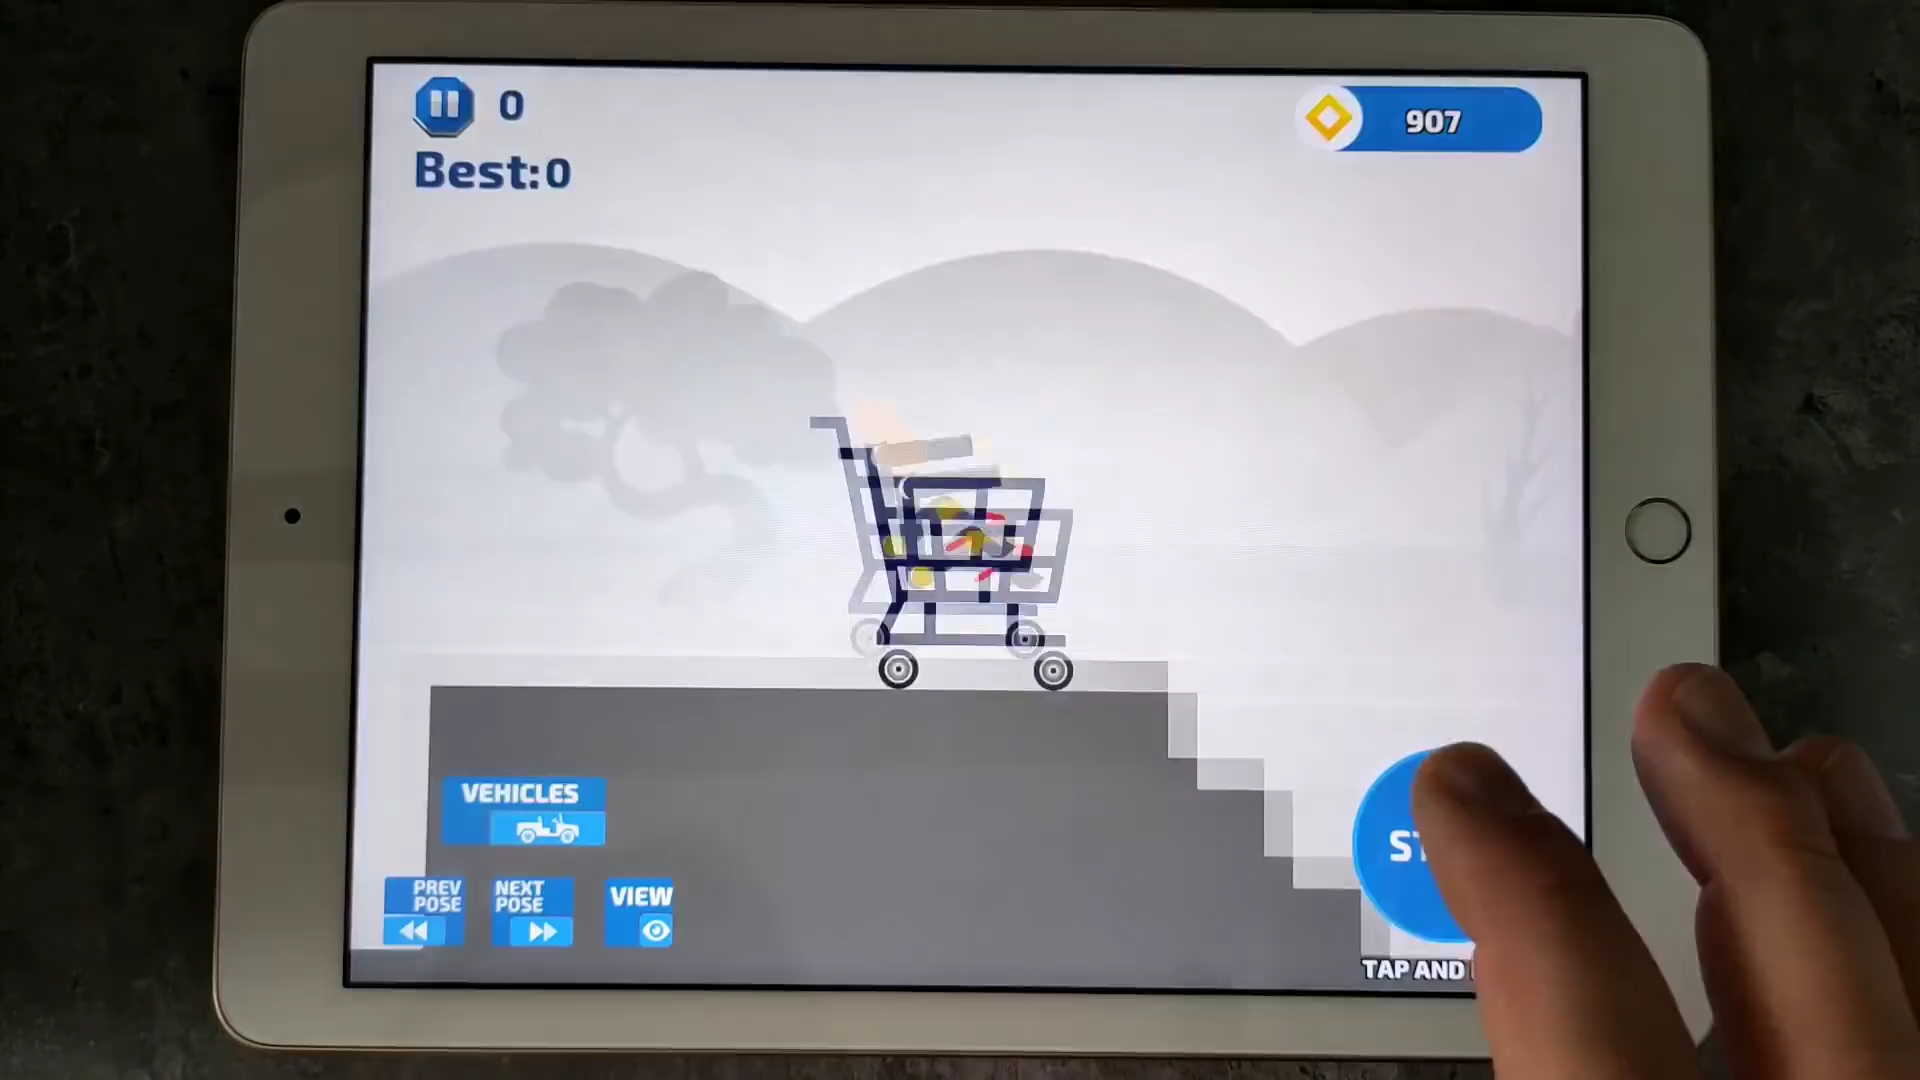 0
Best:0
907
VEHICLES
PREV
POSE
NEXT
POSE
VIEW
TAP AND